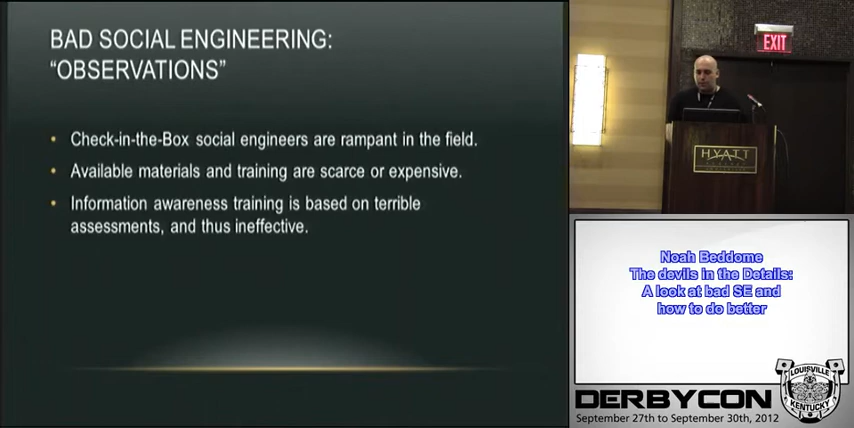 BAD SOCIAL ENGINEERING:
“OBSERVATIONS”
• Check-in-the-Box social engineers are rampant in the field.
• Available materials and training are scarce or expensive.
• Information awareness training is based on terrible
assessments, and thus ineffective.
EXIT
HYATT
Noah Beddome
The devils in the Details:
A look at bad SE and
how to do better
LOUISVILLE
KENTUCKY
DERBYCON
September 27th to September 30th, 2012